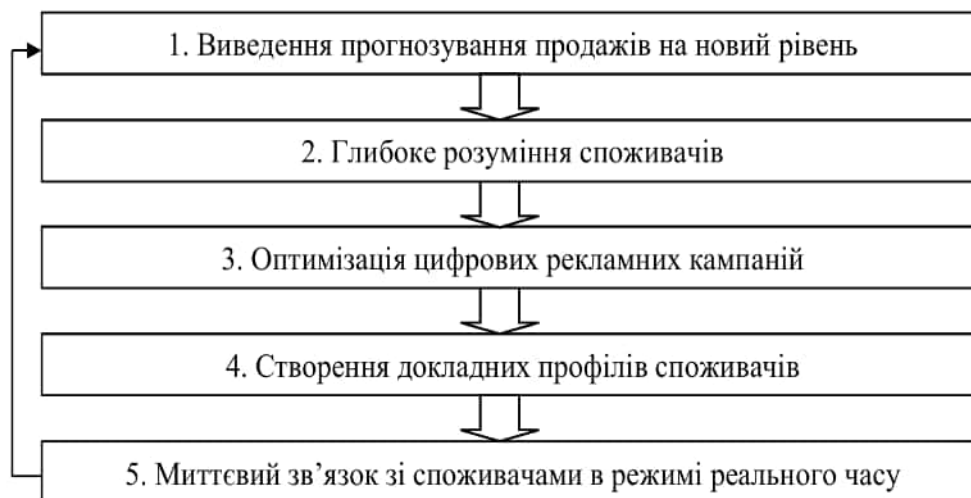 1. Виведення прогнозування продажів на новий рівень
2. Глибоке розуміння споживачів
3. Оптимізація цифрових рекламних кампаній
4. Створення докладних профілів споживачів
5. Миттєвий зв’язок зі споживачами в режимі реального часу